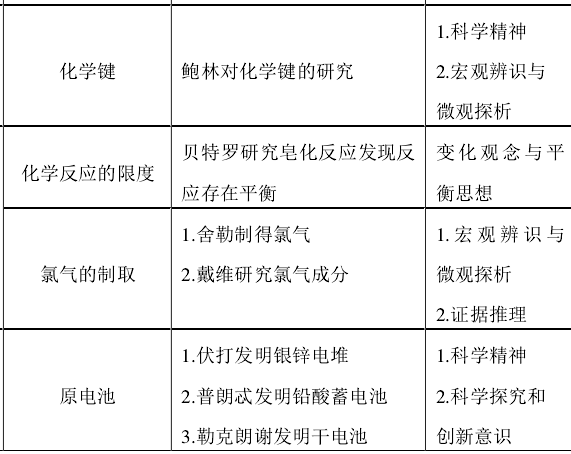 化学键
鲍林对化学键的研究
1.科学精神
2.宏观辨识与
微观探析
化学反应的限度
贝特罗研究皂化反应发现反
应存在平衡
变化观念与平
衡思想
氯气的制取
1.舍勒制得氯气
2.戴维研究氯气成分
1.宏观辨识与
微观探析
2.证据推理
原电池
1.伏打发明银锌电堆
2.普朗忒发明铅酸蓄电池
3.勒克朗谢发明干电池
1.科学精神
2.科学探究和
创新意识